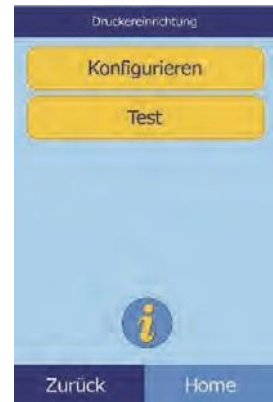 Druckereinrichtung
Konfigurieren
Test
i
Zurück Home